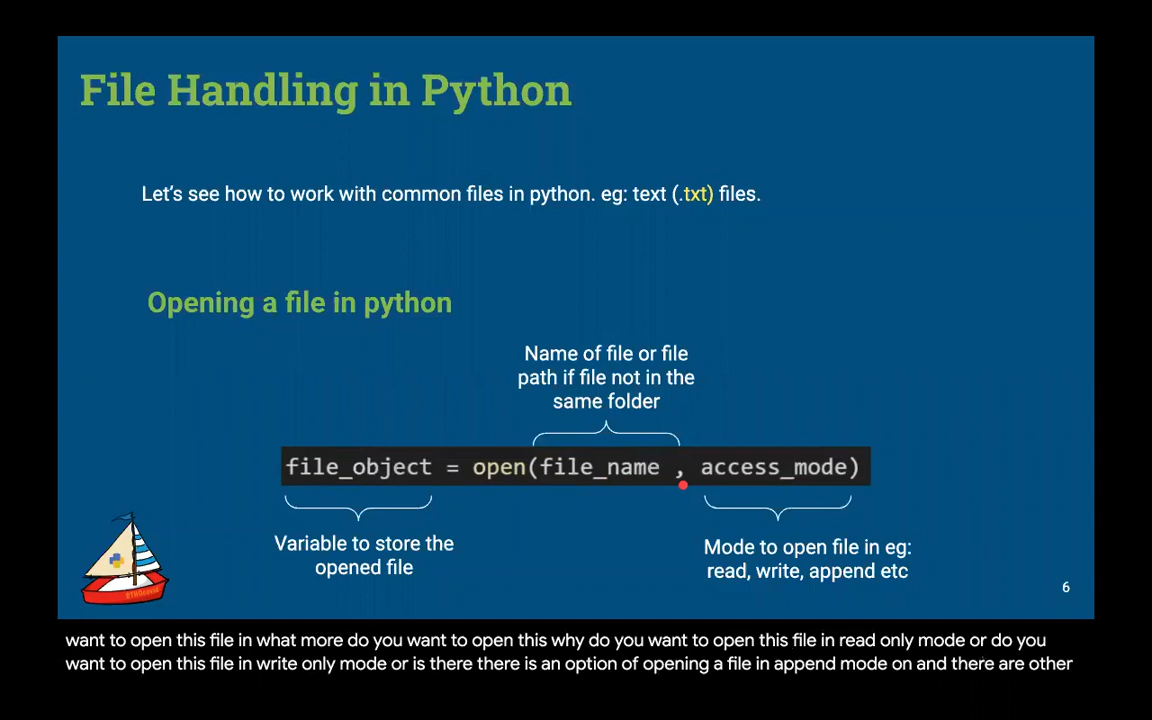 File Handling in Python
Let's see how to work with common files in python. eg: text (.txt) files.
Opening a file in python
Name of file or file
path if file not in the
same folder
file_object = open(file_name , access_mode)
Variable to store the
opened file
Mode to open file in eg:
read, write, append etc
6
want to open this file in what more do you want to open this why do you want to open this file in read only mode or do you
want to open this file in write only mode or is there there is an option of opening a file in append mode on and there are other